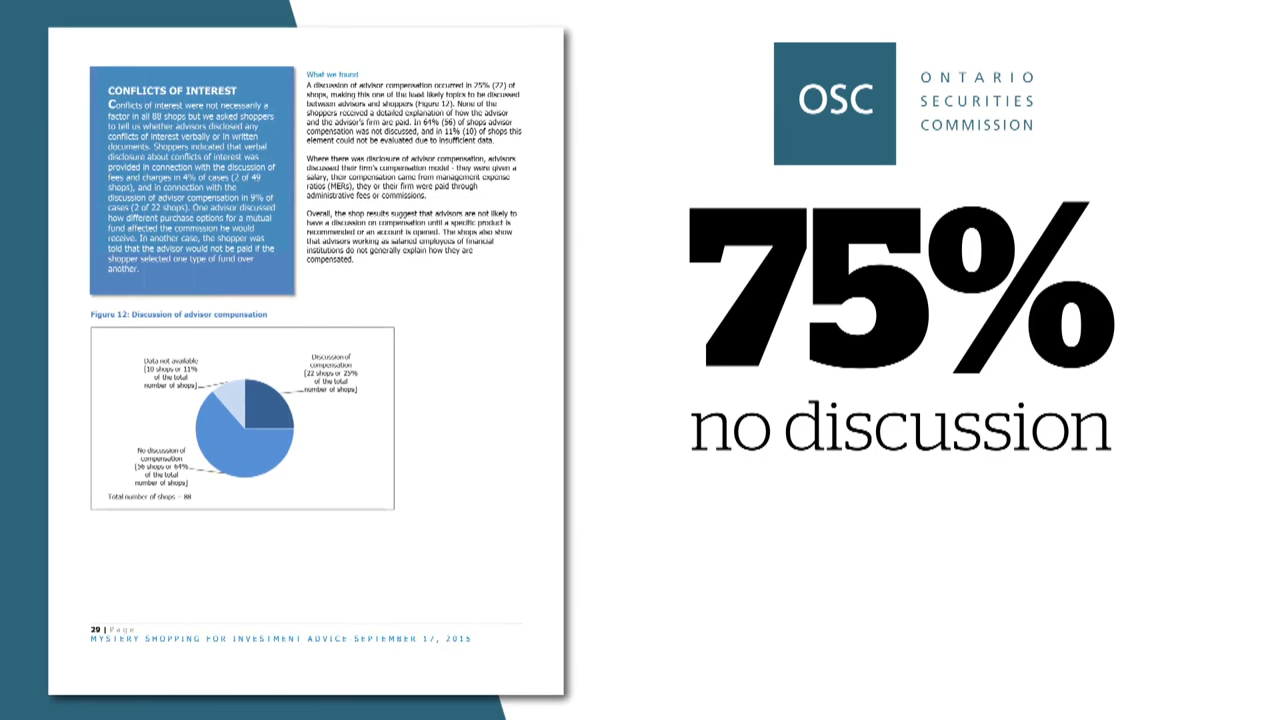 CONFLICTS OF INTEREST
Conflicts of interest were not necessarily a
factor in all 88 shops but we asked shoppers
to tell us whether advisors disclosed any
conflicts of interest verbally or in written
documents. Shoppers indicated that verbal
disclosure about conflicts of interest was
provided in connection with the discussion of
fees and charges in 4% of cases (2 of 49
shops), and in connection with the
discussion of advisor compensation in 9% of
cases (2 of 22 shops). One advisor discussed
how different purchase options for a mutual
fund affected the commission he would
receive. In another case, the shopper was
told that the advisor would not be paid if the
shopper selected one type of fund over
another.
What we found
A discussion of advisor compensation occurred in 25% (22) of
shops, making this one of the least likely topics to be discussed
between advisors and shoppers (Figure 12). None of the
shoppers received a detailed explanation of how the advisor
and the advisor's firm are paid. In 64% (56) of shops advisor
compensation was not discussed, and in 11% (10) of shops this
element could not be evaluated due to insufficient data.
Where there was disclosure of advisor compensation, advisors
discussed their firm's compensation model - they were given a
salary, their compensation came from management expense
ratios (MERs), they or their firm were paid through
administrative fees or commissions.
Overall, the shop results suggest that advisors are not likely to
have a discussion on compensation until a specific product is
recommended or an account is opened. The shops also show
that advisors working as salaried employees of financial
institutions do not generally explain how they are
compensated.
Figure 12: Discussion of advisor compensation
Data not available
[10 shops or 11%
of the total
number of shops]
Discussion of
compensation
[22 shops or 25%
of the total
number of shops]
No discussion of
compensation
[56 shops or 64%
of the total
number of shops]
Total number of shops = 88
29 | Page
MYSTERY SHOPPING FOR INVESTMENT ADVICE SEPTEMBER 17, 2015
OSC
ONTARIO
SECURITIES
COMMISSION
75%
no discussion